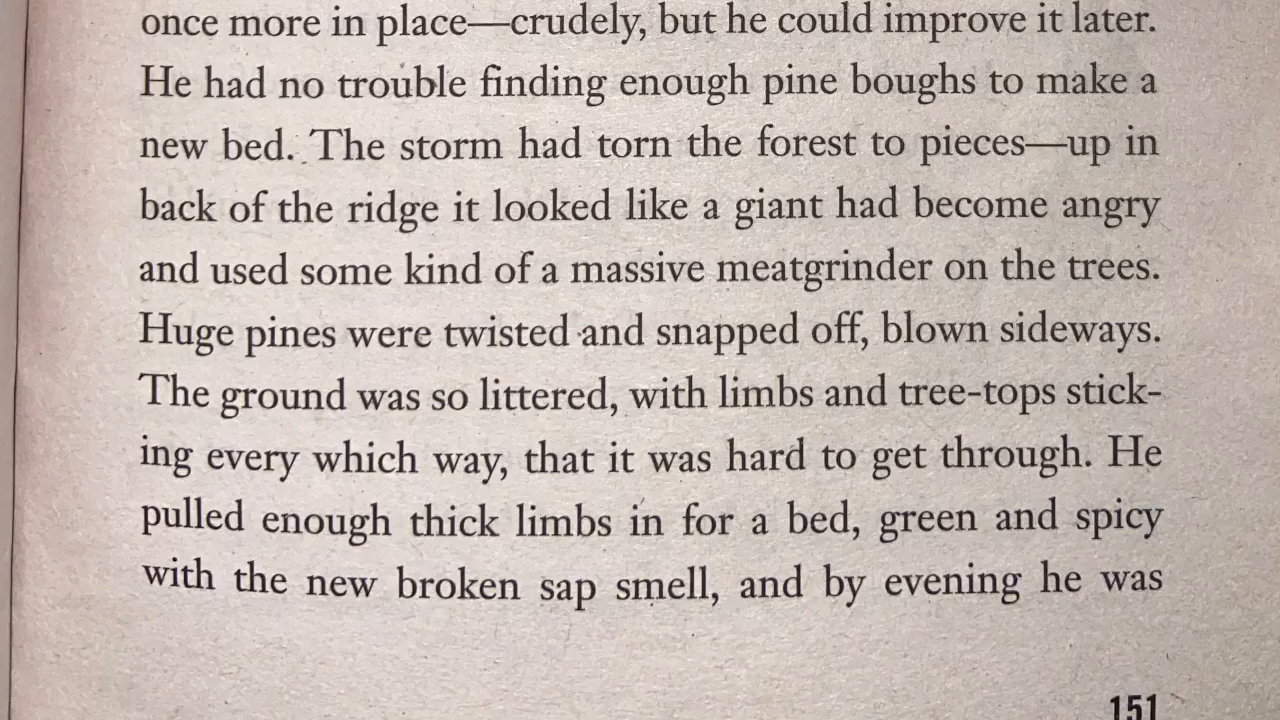 once more in place—crudely, but he could improve it later.
He had no trouble finding enough pine boughs to make a
new bed. The storm had torn the forest to pieces—up in
back of the ridge it looked like a giant had become angry
and used some kind of a massive meatgrinder on the trees.
Huge pines were twisted and snapped off, blown sideways.
The ground was so littered, with limbs and tree-tops stick-
ing every which way, that it was hard to get through. He
pulled enough thick limbs in for a bed, green and spicy
with the new broken sap smell, and by evening he was
151